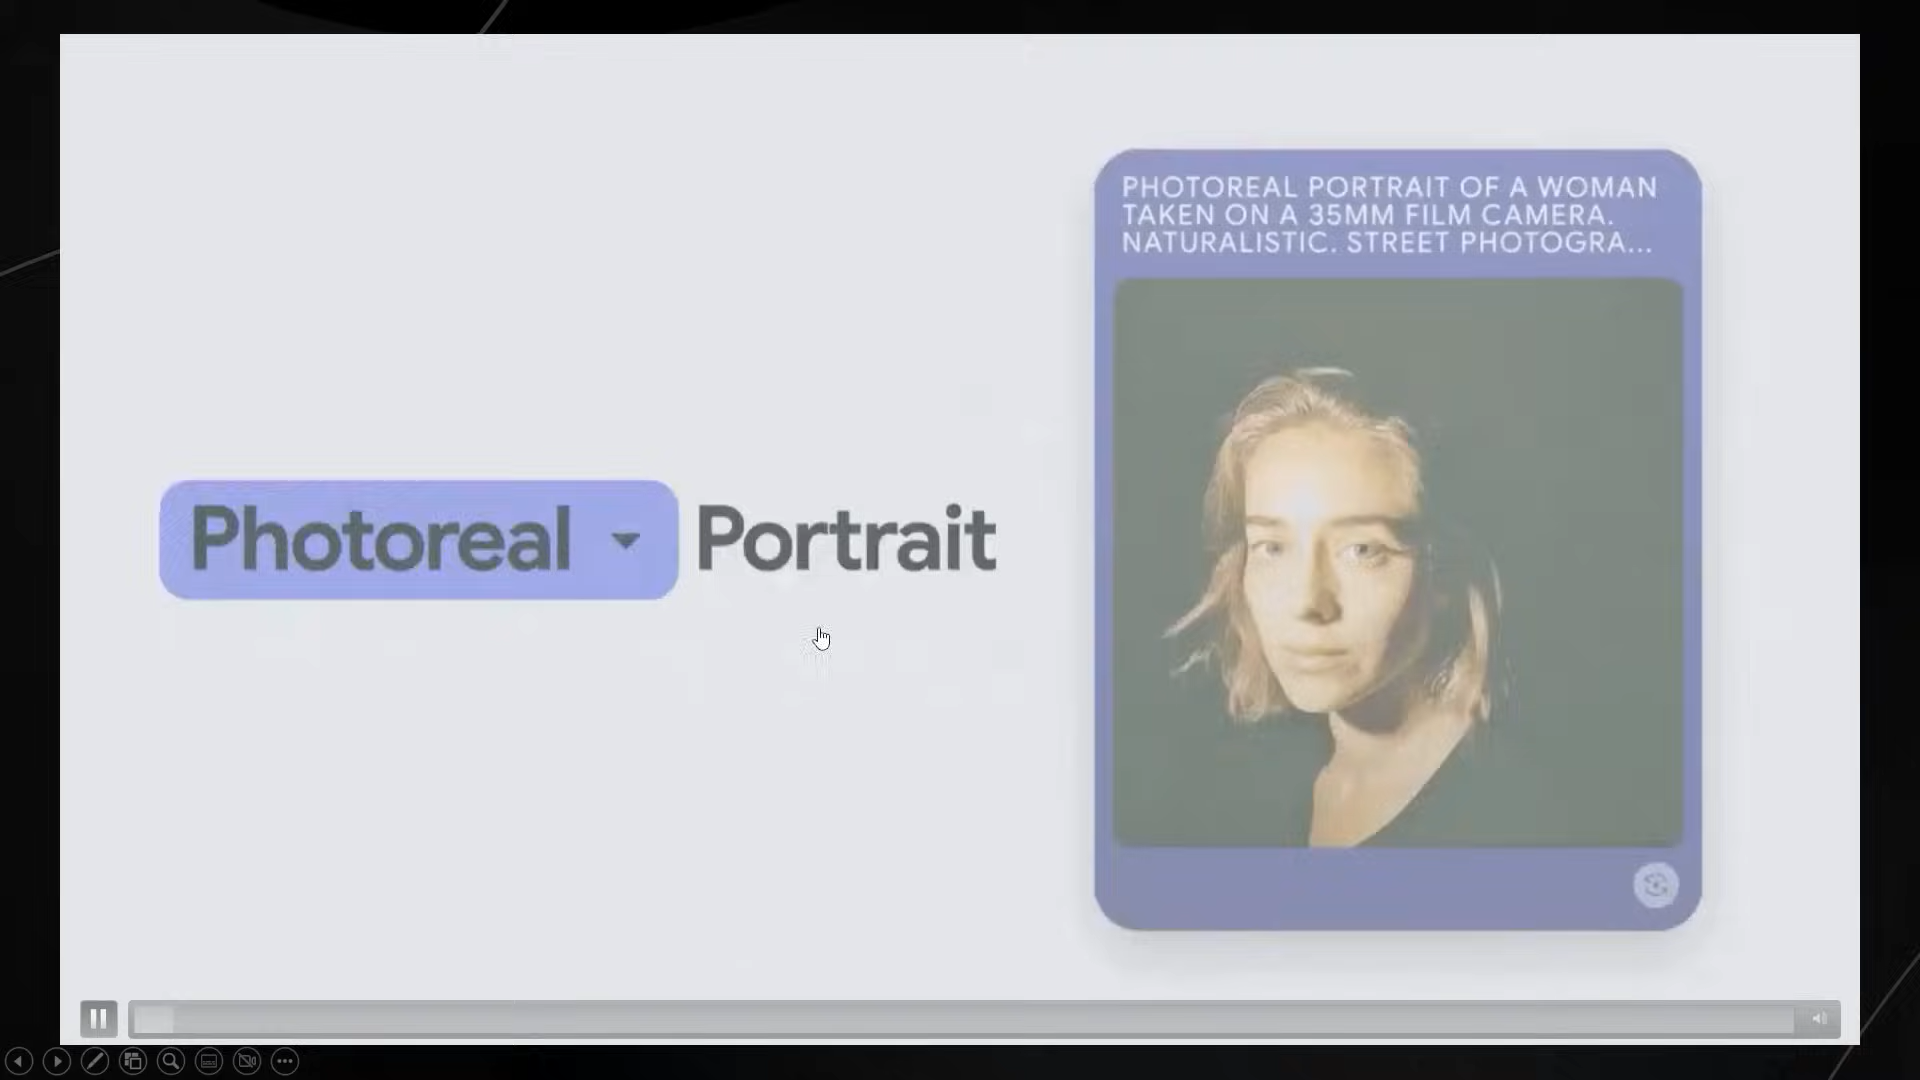 PHOTOREAL PORTRAIT OF A WOMAN
TAKEN ON A 35MM FILM CAMERA.
NATURALISTIC. STREET PHOTOGRA...
Photoreal Portrait